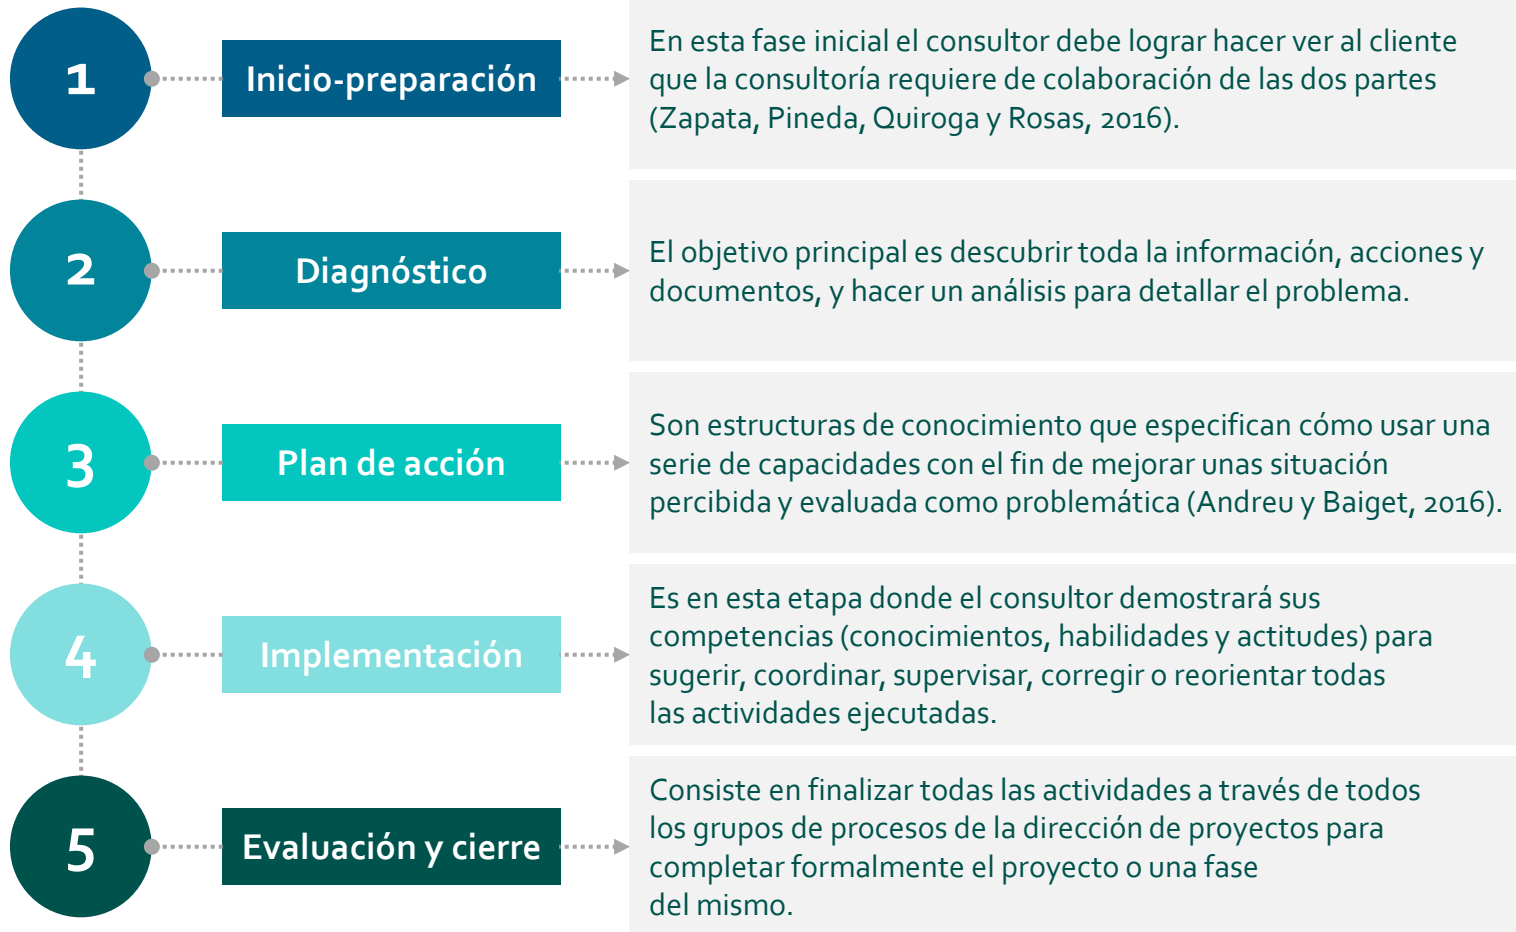 1
Inicio-preparación
En esta fase inicial el consultor debe lograr hacer ver al cliente
que la consultoría requiere de colaboración de las dos partes
(Zapata, Pineda, Quiroga y Rosas, 2016).
2
Diagnóstico
El objetivo principal es descubrir toda la información, acciones y
documentos, y hacer un análisis para detallar el problema.
3
Plan de acción
Son estructuras de conocimiento que especifican cómo usar una
serie de capacidades con el fin de mejorar unas situación
percibida y evaluada como problemática (Andreu y Baiget, 2016).
4
Implementación
Es en esta etapa donde el consultor demostrará sus
competencias (conocimientos, habilidades y actitudes) para
sugerir, coordinar, supervisar, corregir o reorientar todas
las actividades ejecutadas.
5
Evaluación y cierre
Consiste en finalizar todas las actividades a través de todos
los grupos de procesos de la dirección de proyectos para
completar formalmente el proyecto o una fase
del mismo.